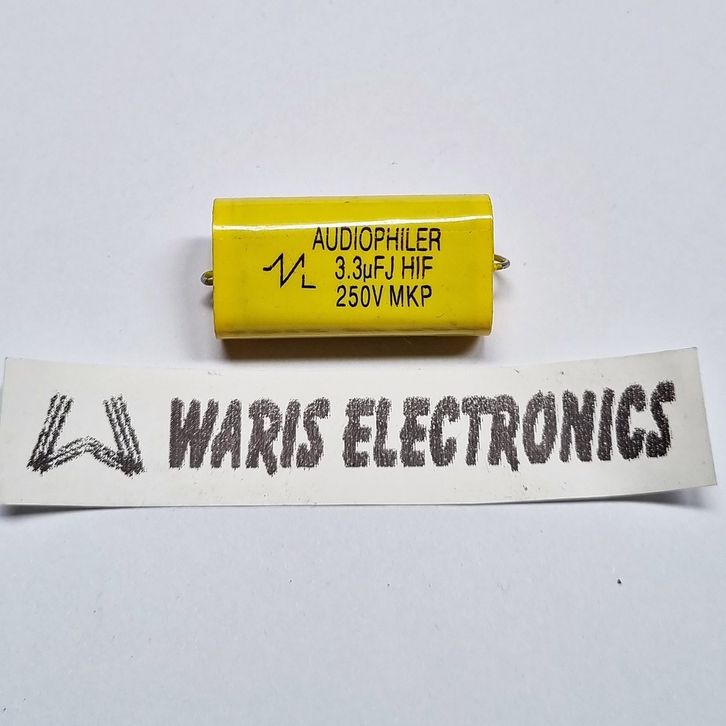 AUDIOPHILER
3.3µFJ HIF
250V MKP
WARIS ELECTRONICS